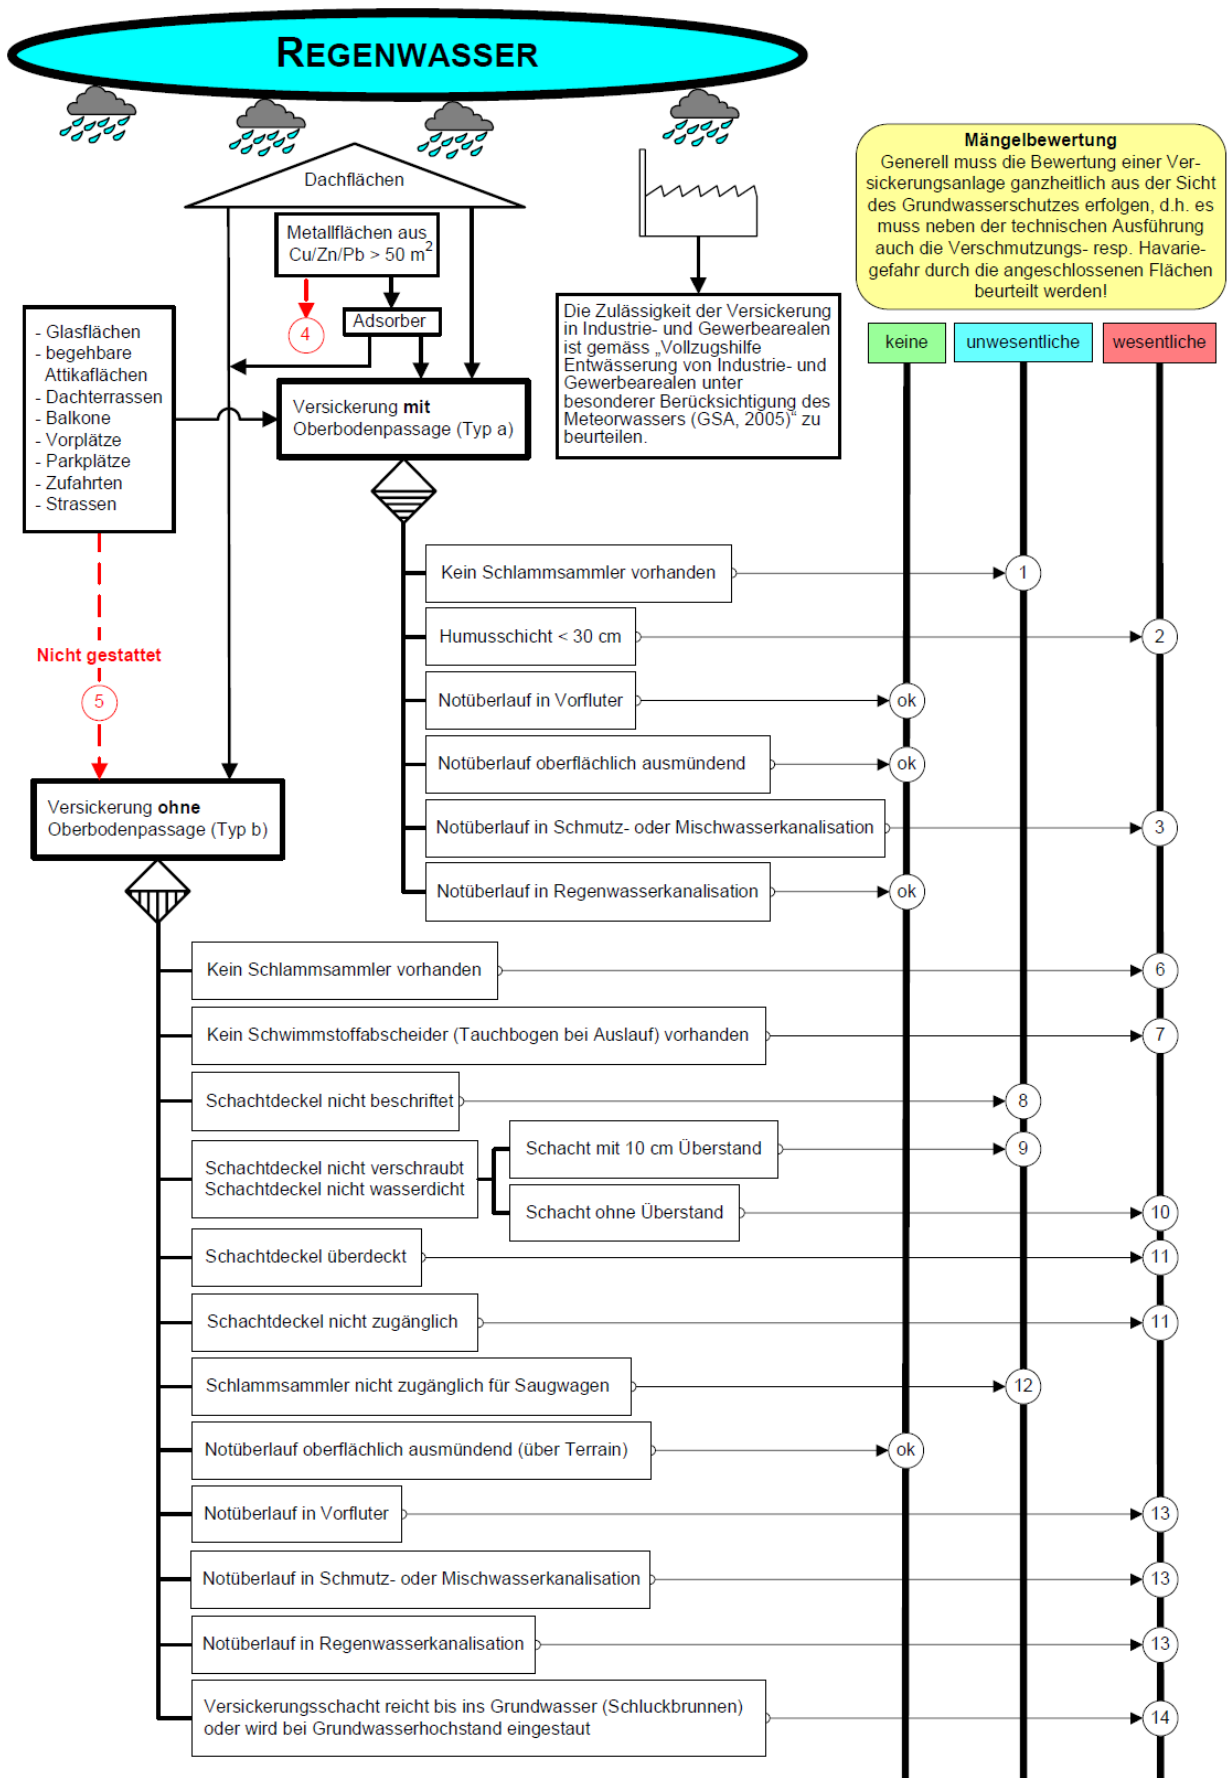 REGENWASSER
Mängelbewertung
Generell muss die Bewertung einer Ver-
sickerungsanlage ganzheitlich aus der Sicht
des Grundwasserschutzes erfolgen, d.h. es
muss neben der technischen Ausführung
auch die Verschmutzungs- resp. Havarie-
gefahr durch die angeschlossenen Flächen
beurteilt werden!
keine
unwesentliche
wesentliche
Dachflächen
Metallflächen aus
Cu/Zn/Pb > 50 m²
4
Adsorber
Die Zulässigkeit der Versickerung
in Industrie- und Gewerbearealen
ist gemäss „Vollzugshilfe
Entwässerung von Industrie- und
Gewerbearealen unter
besonderer Berücksichtigung des
Meteorwassers (GSA, 2005)“ zu
beurteilen.
- Glasflächen
- begehbare
Attikaflächen
- Dachterrassen
- Balkone
- Vorplätze
- Parkplätze
- Zufahrten
- Strassen
Versickerung mit
Oberbodenpassage (Typ a)
Kein Schlammsammler vorhanden
1
Humusschicht < 30 cm
2
Nicht gestattet
5
Notüberlauf in Vorfluter
ok
Notüberlauf oberflächlich ausmündend
ok
Versickerung ohne
Oberbodenpassage (Typ b)
Notüberlauf in Schmutz- oder Mischwasserkanalisation
3
Notüberlauf in Regenwasserkanalisation
ok
Kein Schlammsammler vorhanden
6
Kein Schwimmstoffabscheider (Tauchbogen bei Auslauf) vorhanden
7
Schachtdeckel nicht beschriftet
8
Schachtdeckel nicht verschraubt
Schachtdeckel nicht wasserdicht
Schacht mit 10 cm Überstand
9
Schacht ohne Überstand
10
Schachtdeckel überdeckt
11
Schachtdeckel nicht zugänglich
11
Schlammsammler nicht zugänglich für Saugwagen
12
Notüberlauf oberflächlich ausmündend (über Terrain)
ok
Notüberlauf in Vorfluter
13
Notüberlauf in Schmutz- oder Mischwasserkanalisation
13
Notüberlauf in Regenwasserkanalisation
13
Versickerungsschacht reicht bis ins Grundwasser (Schluckbrunnen)
oder wird bei Grundwasserhochstand eingestaut
14